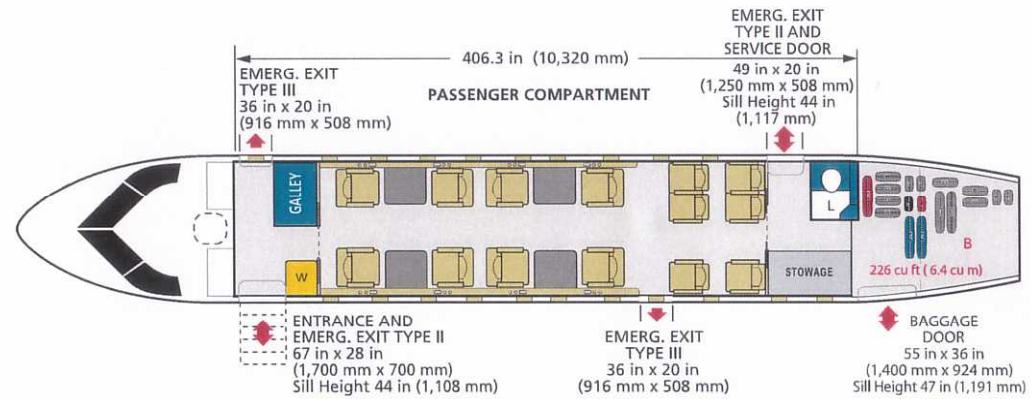 406.3 in (10,320 mm)
PASSENGER COMPARTMENT
EMERG. EXIT
TYPE III
36 in x 20 in
(916 mm x 508 mm)
EMERG. EXIT
TYPE II AND
SERVICE DOOR
49 in x 20 in
(1,250 mm x 508 mm)
Sill Height 44 in
(1,117 mm)
GALLEY
W
L
STOWAGE
B
226 cu ft ( 6.4 cu m)
ENTRANCE AND
EMERG. EXIT TYPE II
67 in x 28 in
(1,700 mm x 700 mm)
Sill Height 44 in (1,108 mm)
EMERG. EXIT
TYPE III
36 in x 20 in
(916 mm x 508 mm)
BAGGAGE
DOOR
55 in x 36 in
(1,400 mm x 924 mm)
Sill Height 47 in (1,191 mm)